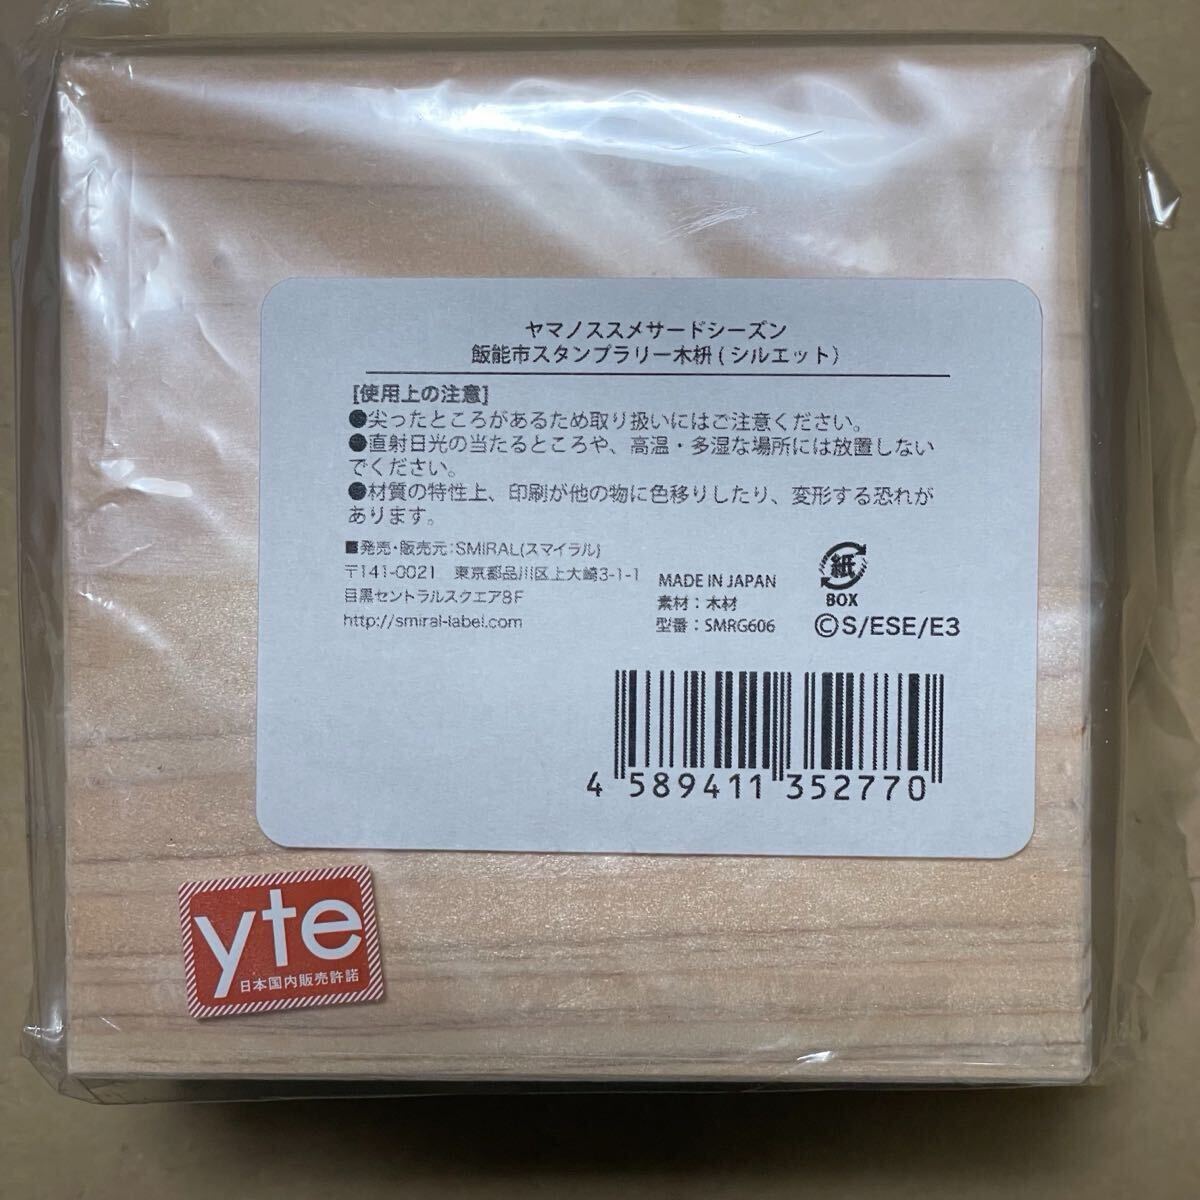 ヤマノススメサードシーズン
飯能市スタンプラリー木枡(シルエット)
[使用上の注意]
●尖ったところがあるため取り扱いにはご注意ください。
●直射日光の当たるところや、高温・多湿な場所には放置しない
でください。
●材質の特性上、印刷が他の物に色移りしたり、変形する恐れが
あります。
■発売・販売元:SMIRAL(スマイラル)
〒141-0021 東京都品川区上大崎3-1-1
目黒セントラルスクエア8F
http://smiral-label.com
MADE IN JAPAN
素材：木材
型番：SMRG606
紙
BOX
©S/ESE/E3
4 589411 352770
yte
日本国内販売許諾